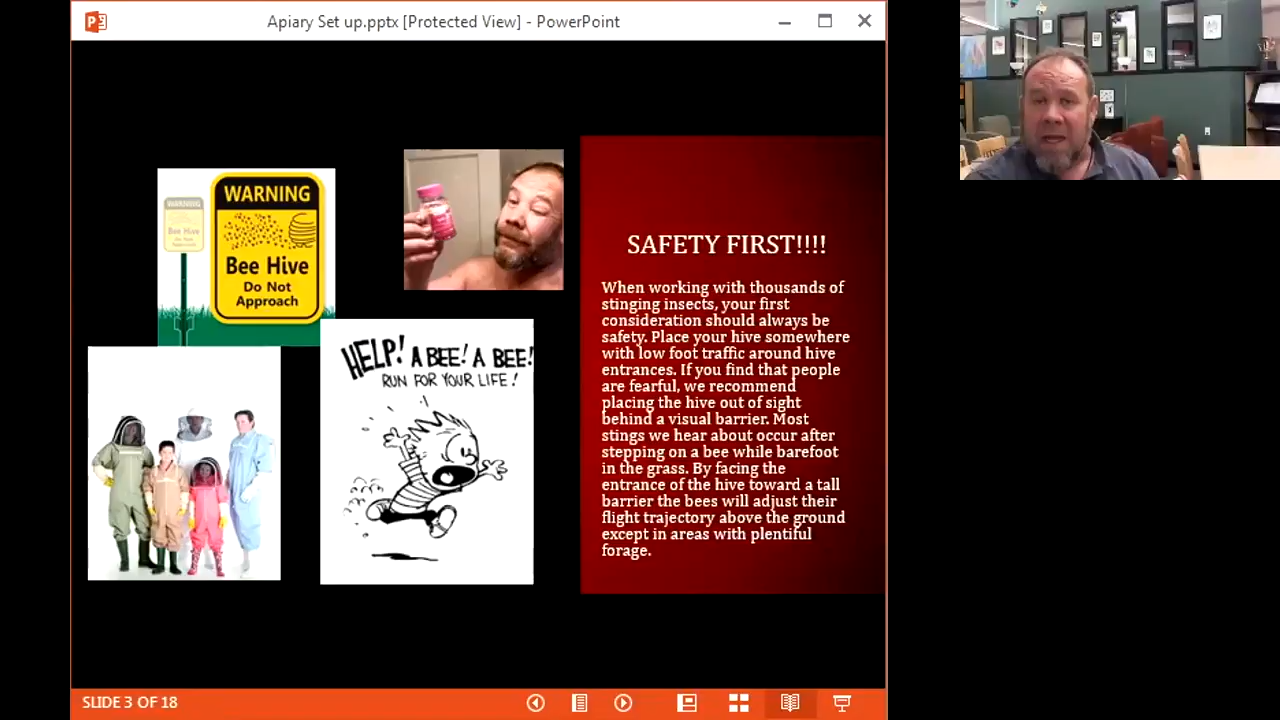 Apiary Set up.pptx [Protected View] - PowerPoint
WARNING
Bee Hive
Do Not
Approach
WARNING
Bee Hive
Do Not
Approach
HELP! A BEE! A BEE!
RUN FOR YOUR LIFE!
SAFETY FIRST!!!!
When working with thousands of
stinging insects, your first
consideration should always be
safety. Place your hive somewhere
with low foot traffic around hive
entrances. If you find that people
are fearful, we recommend
placing the hive out of sight
behind a visual barrier. Most
stings we hear about occur after
stepping on a bee while barefoot
in the grass. By facing the
entrance of the hive toward a tall
barrier the bees will adjust their
flight trajectory above the ground
except in areas with plentiful
forage.
SLIDE 3 OF 18